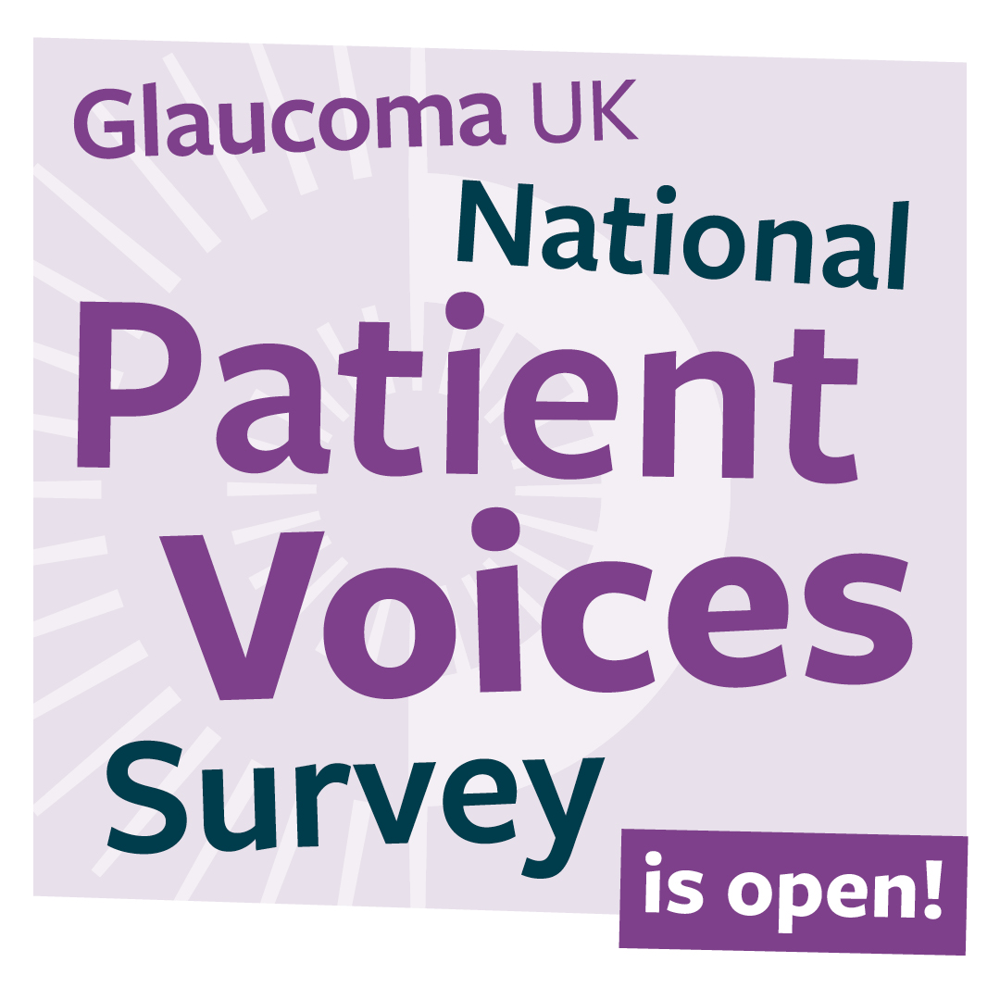 Glaucoma UK
National
Patient
Voices
Survey
is open!